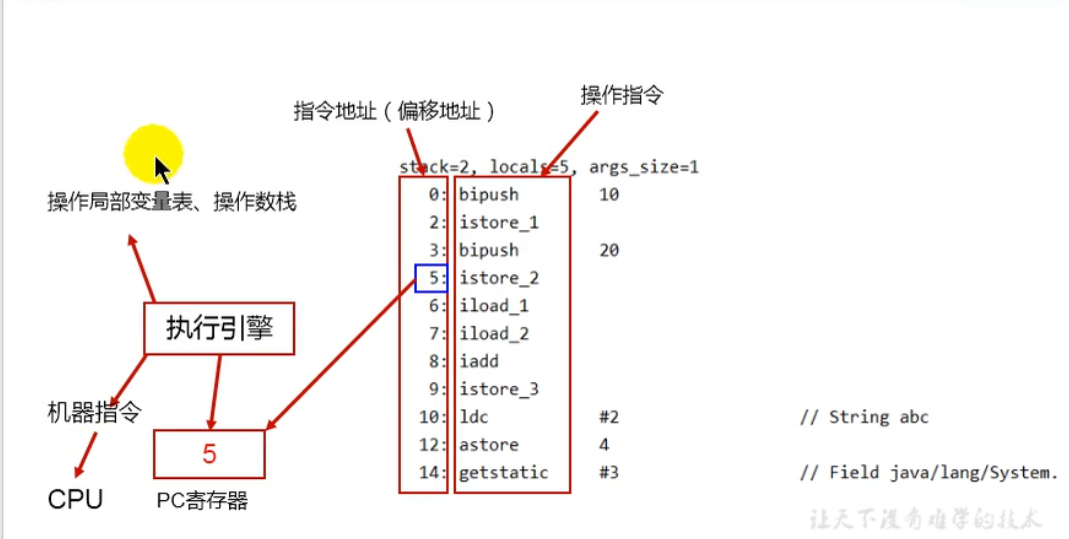 操作指令
指令地址（偏移地址）
stack=2, locals=5, args_size=1
0: bipush 10
2: istore_1
3: bipush 20
5: istore_2
6: iload_1
7: iload_2
8: iadd
9: istore_3
10: ldc #2 // String abc
12: astore 4
14: getstatic #3 // Field java/lang/System.
操作局部变量表、操作数栈
执行引擎
机器指令
5
CPU
PC寄存器
让天下没有难学的技术